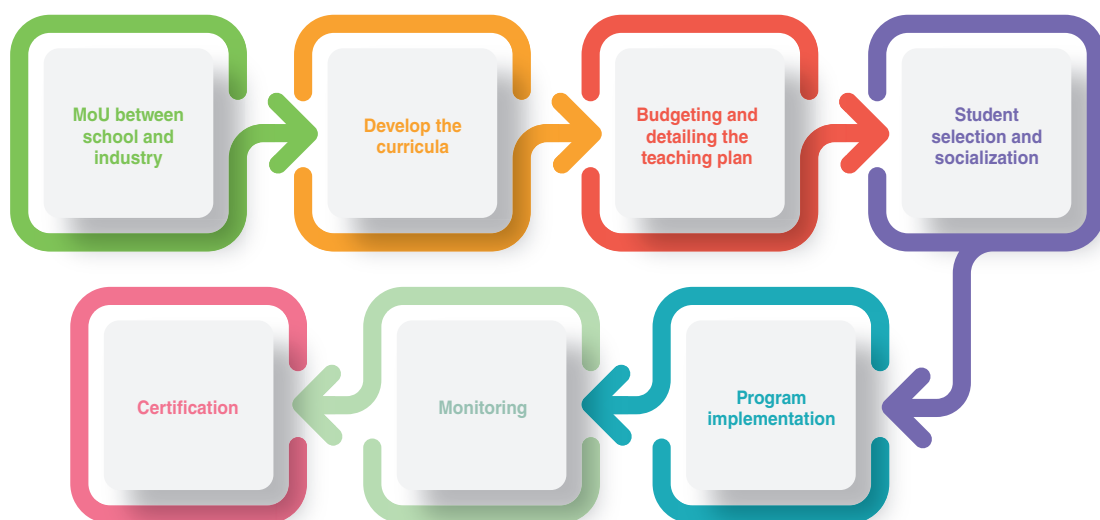 MoU between
school and
industry
Develop the
curricula
Budgeting and
detailing the
teaching plan
Student
selection and
socialization
Program
implementation
Monitoring
Certification